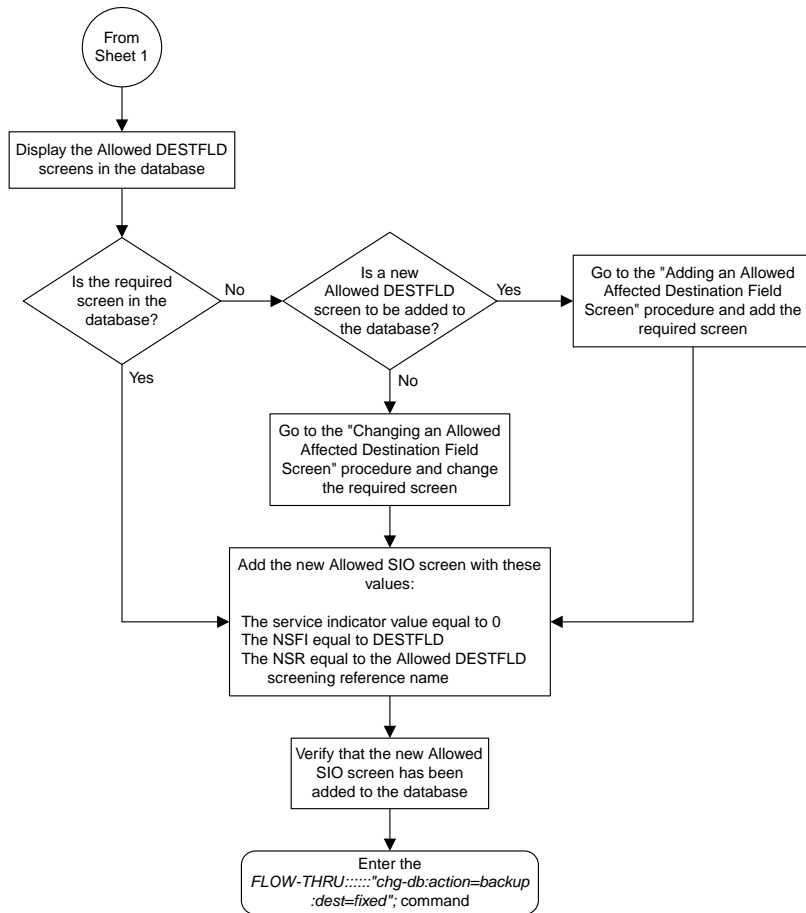 From
Sheet 1
Display the Allowed DESTFLD
screens in the database
Is the required
screen in the
database?
No
Yes
Is a new
Allowed DESTFLD
screen to be added to
the database?
Yes
No
Go to the "Adding an Allowed
Affected Destination Field
Screen" procedure and add the
required screen
Go to the "Changing an Allowed
Affected Destination Field
Screen" procedure and change
the required screen
Add the new Allowed SIO screen with these
values:
The service indicator value equal to 0
The NSFI equal to DESTFLD
The NSR equal to the Allowed DESTFLD
screening reference name
Verify that the new Allowed
SIO screen has been
added to the database
Enter the
FLOW-THRU::::::"chg-db:action=backup
:dest=fixed"; command